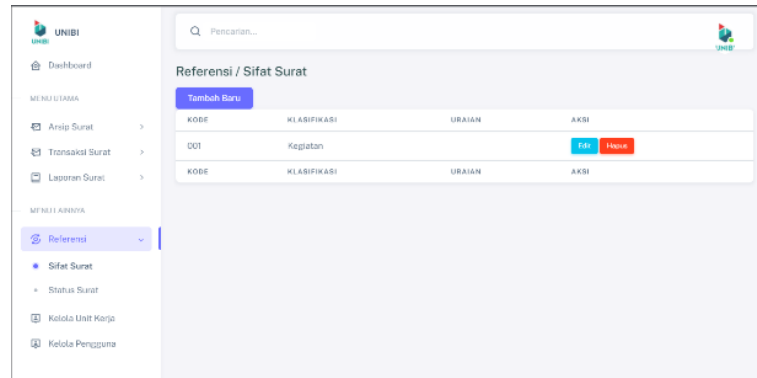 UNIBI
UNIBI
Dashboard
MENU UTAMA
Arsip Surat
Transaksi Surat
Laporan Surat
MENU LAINNYA
Referensi
Sifat Surat
Status Surat
Kelola Unit Kerja
Kelola Pengguna
Pencarian...
UNIBI
Referensi / Sifat Surat
Tambah Baru
KODE KLASIFIKASI URAIAN AKSI
001 Kegiatan Edit Hapus
KODE KLASIFIKASI URAIAN AKSI